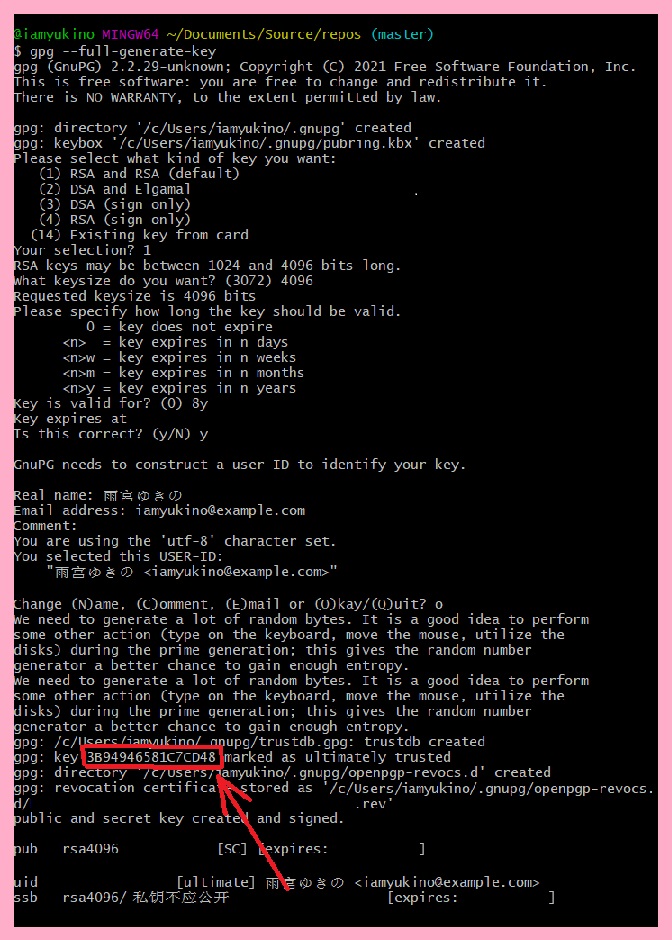 @iamyukino MINGW64 ~/Documents/Source/repos (master)
$ gpg --full-generate-key
gpg (GnuPG) 2.2.29-unknown; Copyright (C) 2021 Free Software Foundation, Inc.
This is free software: you are free to change and redistribute it.
There is NO WARRANTY, to the extent permitted by law.
gpg: directory '/c/Users/iamyukino/.gnupg' created
gpg: keybox '/c/Users/iamyukino/.gnupg/pubring.kbx' created
Please select what kind of key you want:
(1) RSA and RSA (default)
(2) DSA and Elgamal
(3) DSA (sign only)
(4) RSA (sign only)
(14) Existing key from card
Your selection? 1
RSA keys may be between 1024 and 4096 bits long.
What keysize do you want? (3072) 4096
Requested keysize is 4096 bits
Please specify how long the key should be valid.
0 = key does not expire
<n>  = key expires in n days
<n>w = key expires in n weeks
<n>m = key expires in n months
<n>y = key expires in n years
Key is valid for? (0) 8y
Key expires at
Is this correct? (y/N) y
GnuPG needs to construct a user ID to identify your key.
Real name: 雨宮ゆきの
Email address: iamyukino@example.com
Comment:
You are using the 'utf-8' character set.
You selected this USER-ID:
"雨宮ゆきの <iamyukino@example.com>"
Change (N)ame, (C)omment, (E)mail or (O)kay/(Q)uit? o
We need to generate a lot of random bytes. It is a good idea to perform
some other action (type on the keyboard, move the mouse, utilize the
disks) during the prime generation; this gives the random number
generator a better chance to gain enough entropy.
We need to generate a lot of random bytes. It is a good idea to perform
some other action (type on the keyboard, move the mouse, utilize the
disks) during the prime generation; this gives the random number
generator a better chance to gain enough entropy.
gpg: /c/Users/iamyukino/.gnupg/trustdb.gpg: trustdb created
gpg: key 3B94946581C7CD48 marked as ultimately trusted
gpg: directory '/c/Users/iamyukino/.gnupg/openpgp-revocs.d' created
gpg: revocation certificate stored as '/c/Users/iamyukino/.gnupg/openpgp-revocs.
d/ .rev'
public and secret key created and signed.
pub rsa4096 [SC] [expires: ]
uid [ultimate] 雨宮ゆきの <iamyukino@example.com>
ssb rsa4096/ 私钥不应公开 [expires: ]